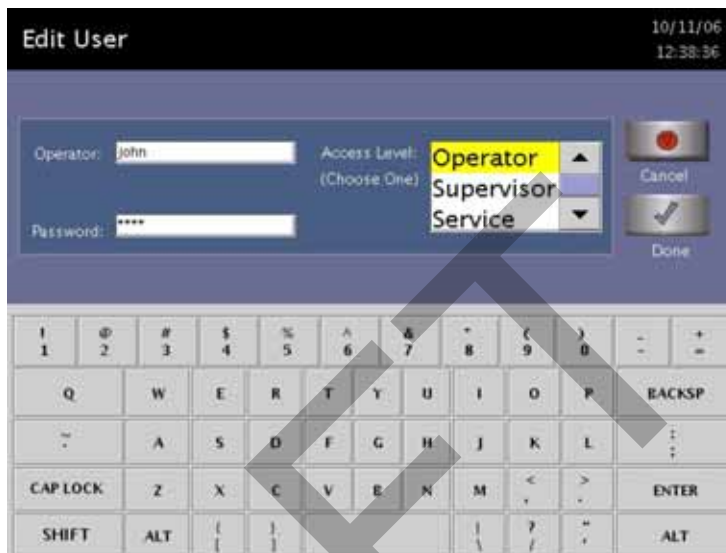 Edit User
10/11/06
12:38:36
Operator: john
Access Level:
(Choose One)
Operator
Supervisor
Service
Cancel
Password: ****
Done
! @ # $ % ^ & * ( ) - +
1 2 3 4 5 6 7 8 9 0 - =
Q W E R T Y U I O P BACKSP
~ A S D F G H J K L :
;
CAP LOCK Z X C V B N M < > ENTER
, .
SHIFT ALT { } | ? " ALT
[ ] \ / '
ET